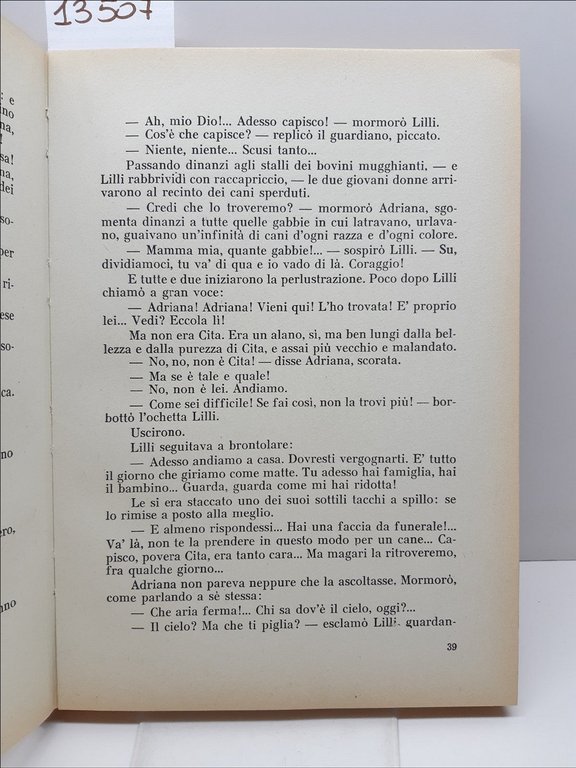 13507
— Ah, mio Dio!... Adesso capisco! — mormorò Lilli.
— Cos'è che capisce? — replicò il guardiano, piccato.
— Niente, niente... Scusi tanto...
Passando dinanzi agli stalli dei bovini mugghianti, — e
Lilli rabbrividì con raccapriccio, — le due giovani donne arri-
varono al recinto dei cani sperduti.
— Credi che lo troveremo? — mormorò Adriana, sgo-
menta dinanzi a tutte quelle gabbie in cui latravano, urlava-
no, guaivano un'infinità di cani d'ogni razza e d'ogni colore.
— Mamma mia, quante gabbie!... — sospirò Lilli. — Su,
dividiamoci, tu va' di qua e io vado di là. Coraggio!
E tutte e due iniziarono la perlustrazione. Poco dopo Lilli
chiamò a gran voce:
— Adriana! Adriana! Vieni qui! L'ho trovata! E' proprio
lei... Vedi? Eccola lì!
Ma non era Cita. Era un alano, sì, ma ben lungi dalla bel-
lezza e dalla purezza di Cita, e assai più vecchio e malandato.
— No, no, non è Cita! — disse Adriana, scorata.
— Ma se è tale e quale!
— No, non è lei. Andiamo.
— Come sei difficile! Se fai così, non la trovi più! — bor-
bottò l'ochetta Lilli.
Uscirono.
Lilli seguitava a brontolare:
— Adesso andiamo a casa. Dovresti vergognarti. E' tutto
il giorno che giriamo come matte. Tu adesso hai famiglia, hai
il bambino... Guarda, guarda come mi hai ridotta!
Le si era staccato uno dei suoi sottili tacchi a spillo: se
lo rimise a posto alla meglio.
— E almeno rispondessi... Hai una faccia da funerale!...
Va' là, non te la prendere in questo modo per un cane... Ca-
pisco, povera Cita, era tanto cara... Ma magari la ritroveremo,
fra qualche giorno...
Adriana non pareva neppure che la ascoltasse. Mormorò,
come parlando a sè stessa:
— Che aria ferma!... Chi sa dov'è il cielo, oggi?...
— Il cielo? Ma che ti piglia? — esclamò Lilli, guardan-
39